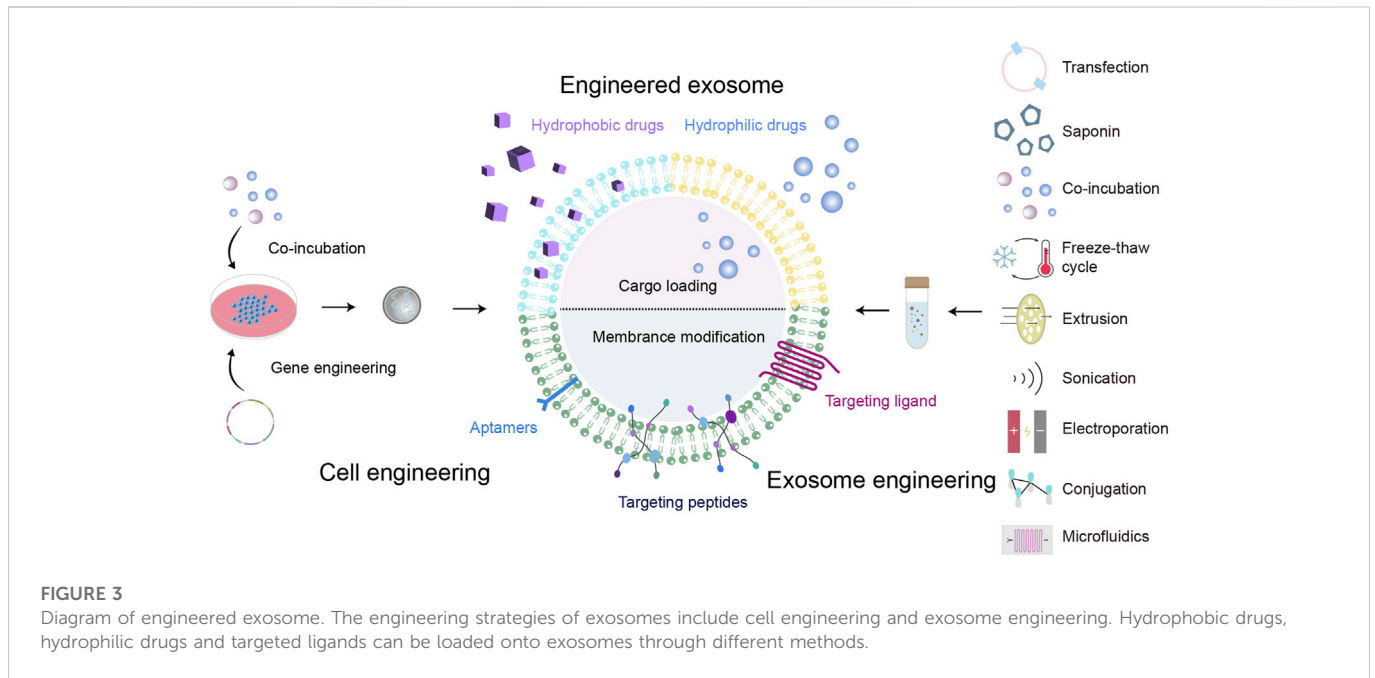 Engineered exosome
Hydrophobic drugs
Hydrophilic drugs
Co-incubation
Gene engineering
Cell engineering
Cargo loading
Membrance modification
Aptamers
Targeting peptides
Targeting ligand
Exosome engineering
Transfection
Saponin
Co-incubation
Freeze-thaw
cycle
Extrusion
Sonication
+ −
Electroporation
Conjugation
Microfluidics
FIGURE 3
Diagram of engineered exosome. The engineering strategies of exosomes include cell engineering and exosome engineering. Hydrophobic drugs,
hydrophilic drugs and targeted ligands can be loaded onto exosomes through different methods.